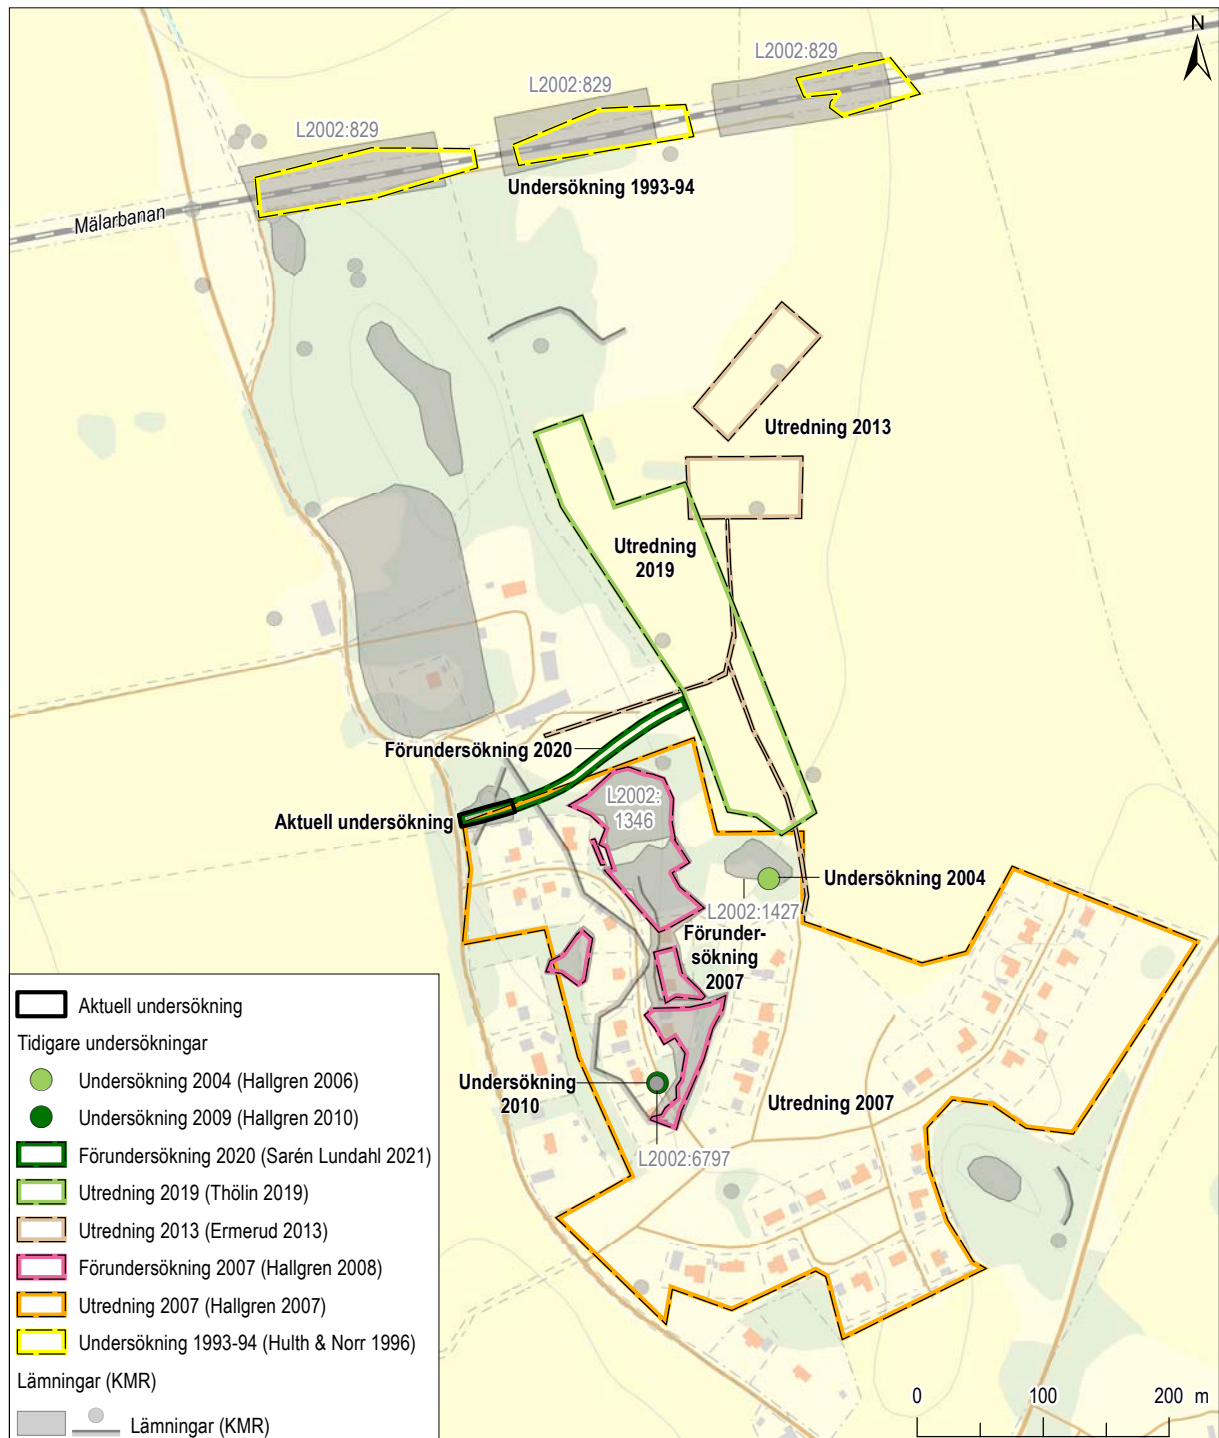 N
L2002:829
L2002:829
L2002:829
Undersökning 1993-94
Mälarbanan
Utredning 2013
Utredning
2019
Förundersökning 2020
L2002:
1346
Aktuell undersökning
Undersökning 2004
L2002:1427
Förunder-
sökning
2007
Undersökning
2010
Utredning 2007
L2002:6797
Aktuell undersökning
Tidigare undersökningar
Undersökning 2004 (Hallgren 2006)
Undersökning 2009 (Hallgren 2010)
Förundersökning 2020 (Sarén Lundahl 2021)
Utredning 2019 (Thölin 2019)
Utredning 2013 (Ermerud 2013)
Förundersökning 2007 (Hallgren 2008)
Utredning 2007 (Hallgren 2007)
Undersökning 1993-94 (Hulth & Norr 1996)
Lämningar (KMR)
Lämningar (KMR)
0 100 200 m